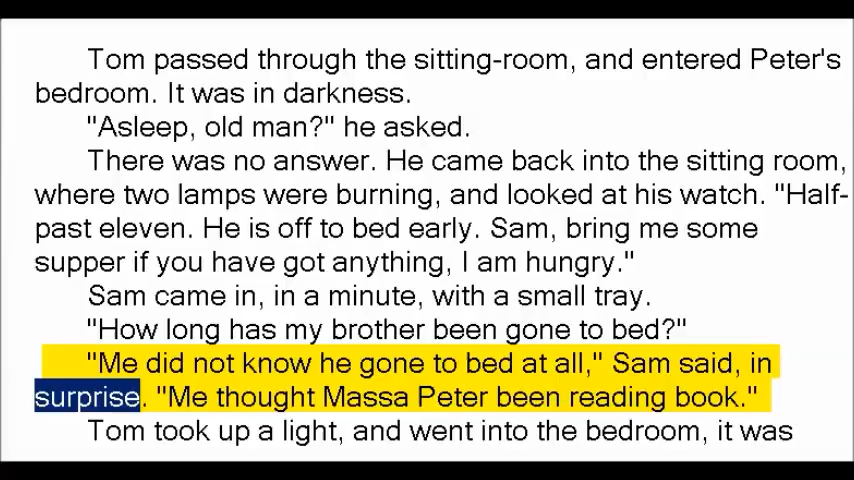 Tom passed through the sitting-room, and entered Peter's
bedroom. It was in darkness.
"Asleep, old man?" he asked.
There was no answer. He came back into the sitting room,
where two lamps were burning, and looked at his watch. "Half-
past eleven. He is off to bed early. Sam, bring me some
supper if you have got anything, I am hungry."
Sam came in, in a minute, with a small tray.
"How long has my brother been gone to bed?"
"Me did not know he gone to bed at all," Sam said, in
surprise. "Me thought Massa Peter been reading book."
Tom took up a light, and went into the bedroom, it was